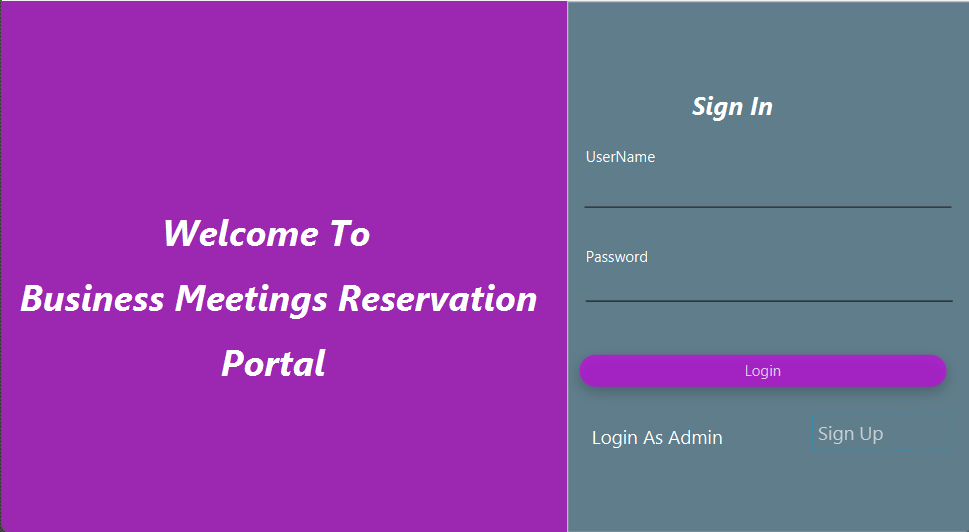 Welcome To
Business Meetings Reservation
Portal
Sign In
UserName
Password
Login
Login As Admin
Sign Up